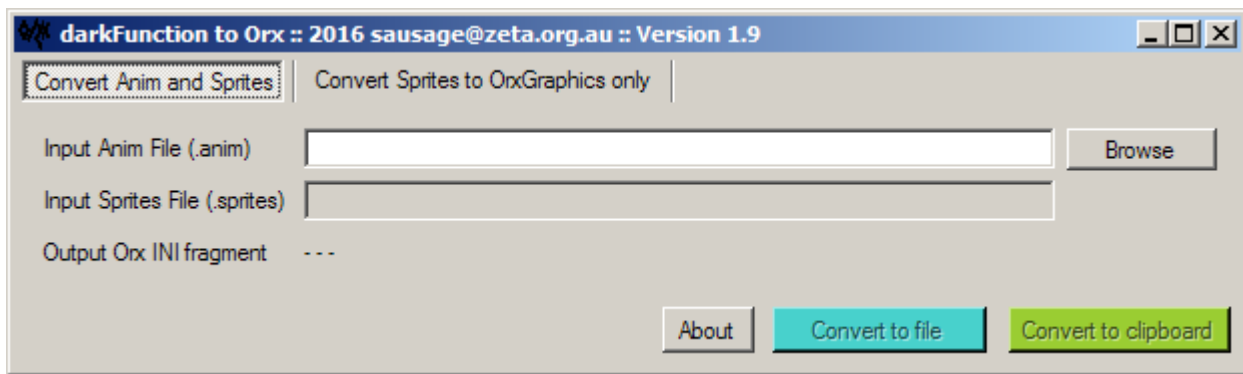 darkFunction to Orx :: 2016 sausage@zeta.org.au :: Version 1.9
Convert Anim and Sprites Convert Sprites to OrxGraphics only
Input Anim File (.anim) Browse
Input Sprites File (.sprites)
Output Orx INI fragment - - -
About Convert to file Convert to clipboard